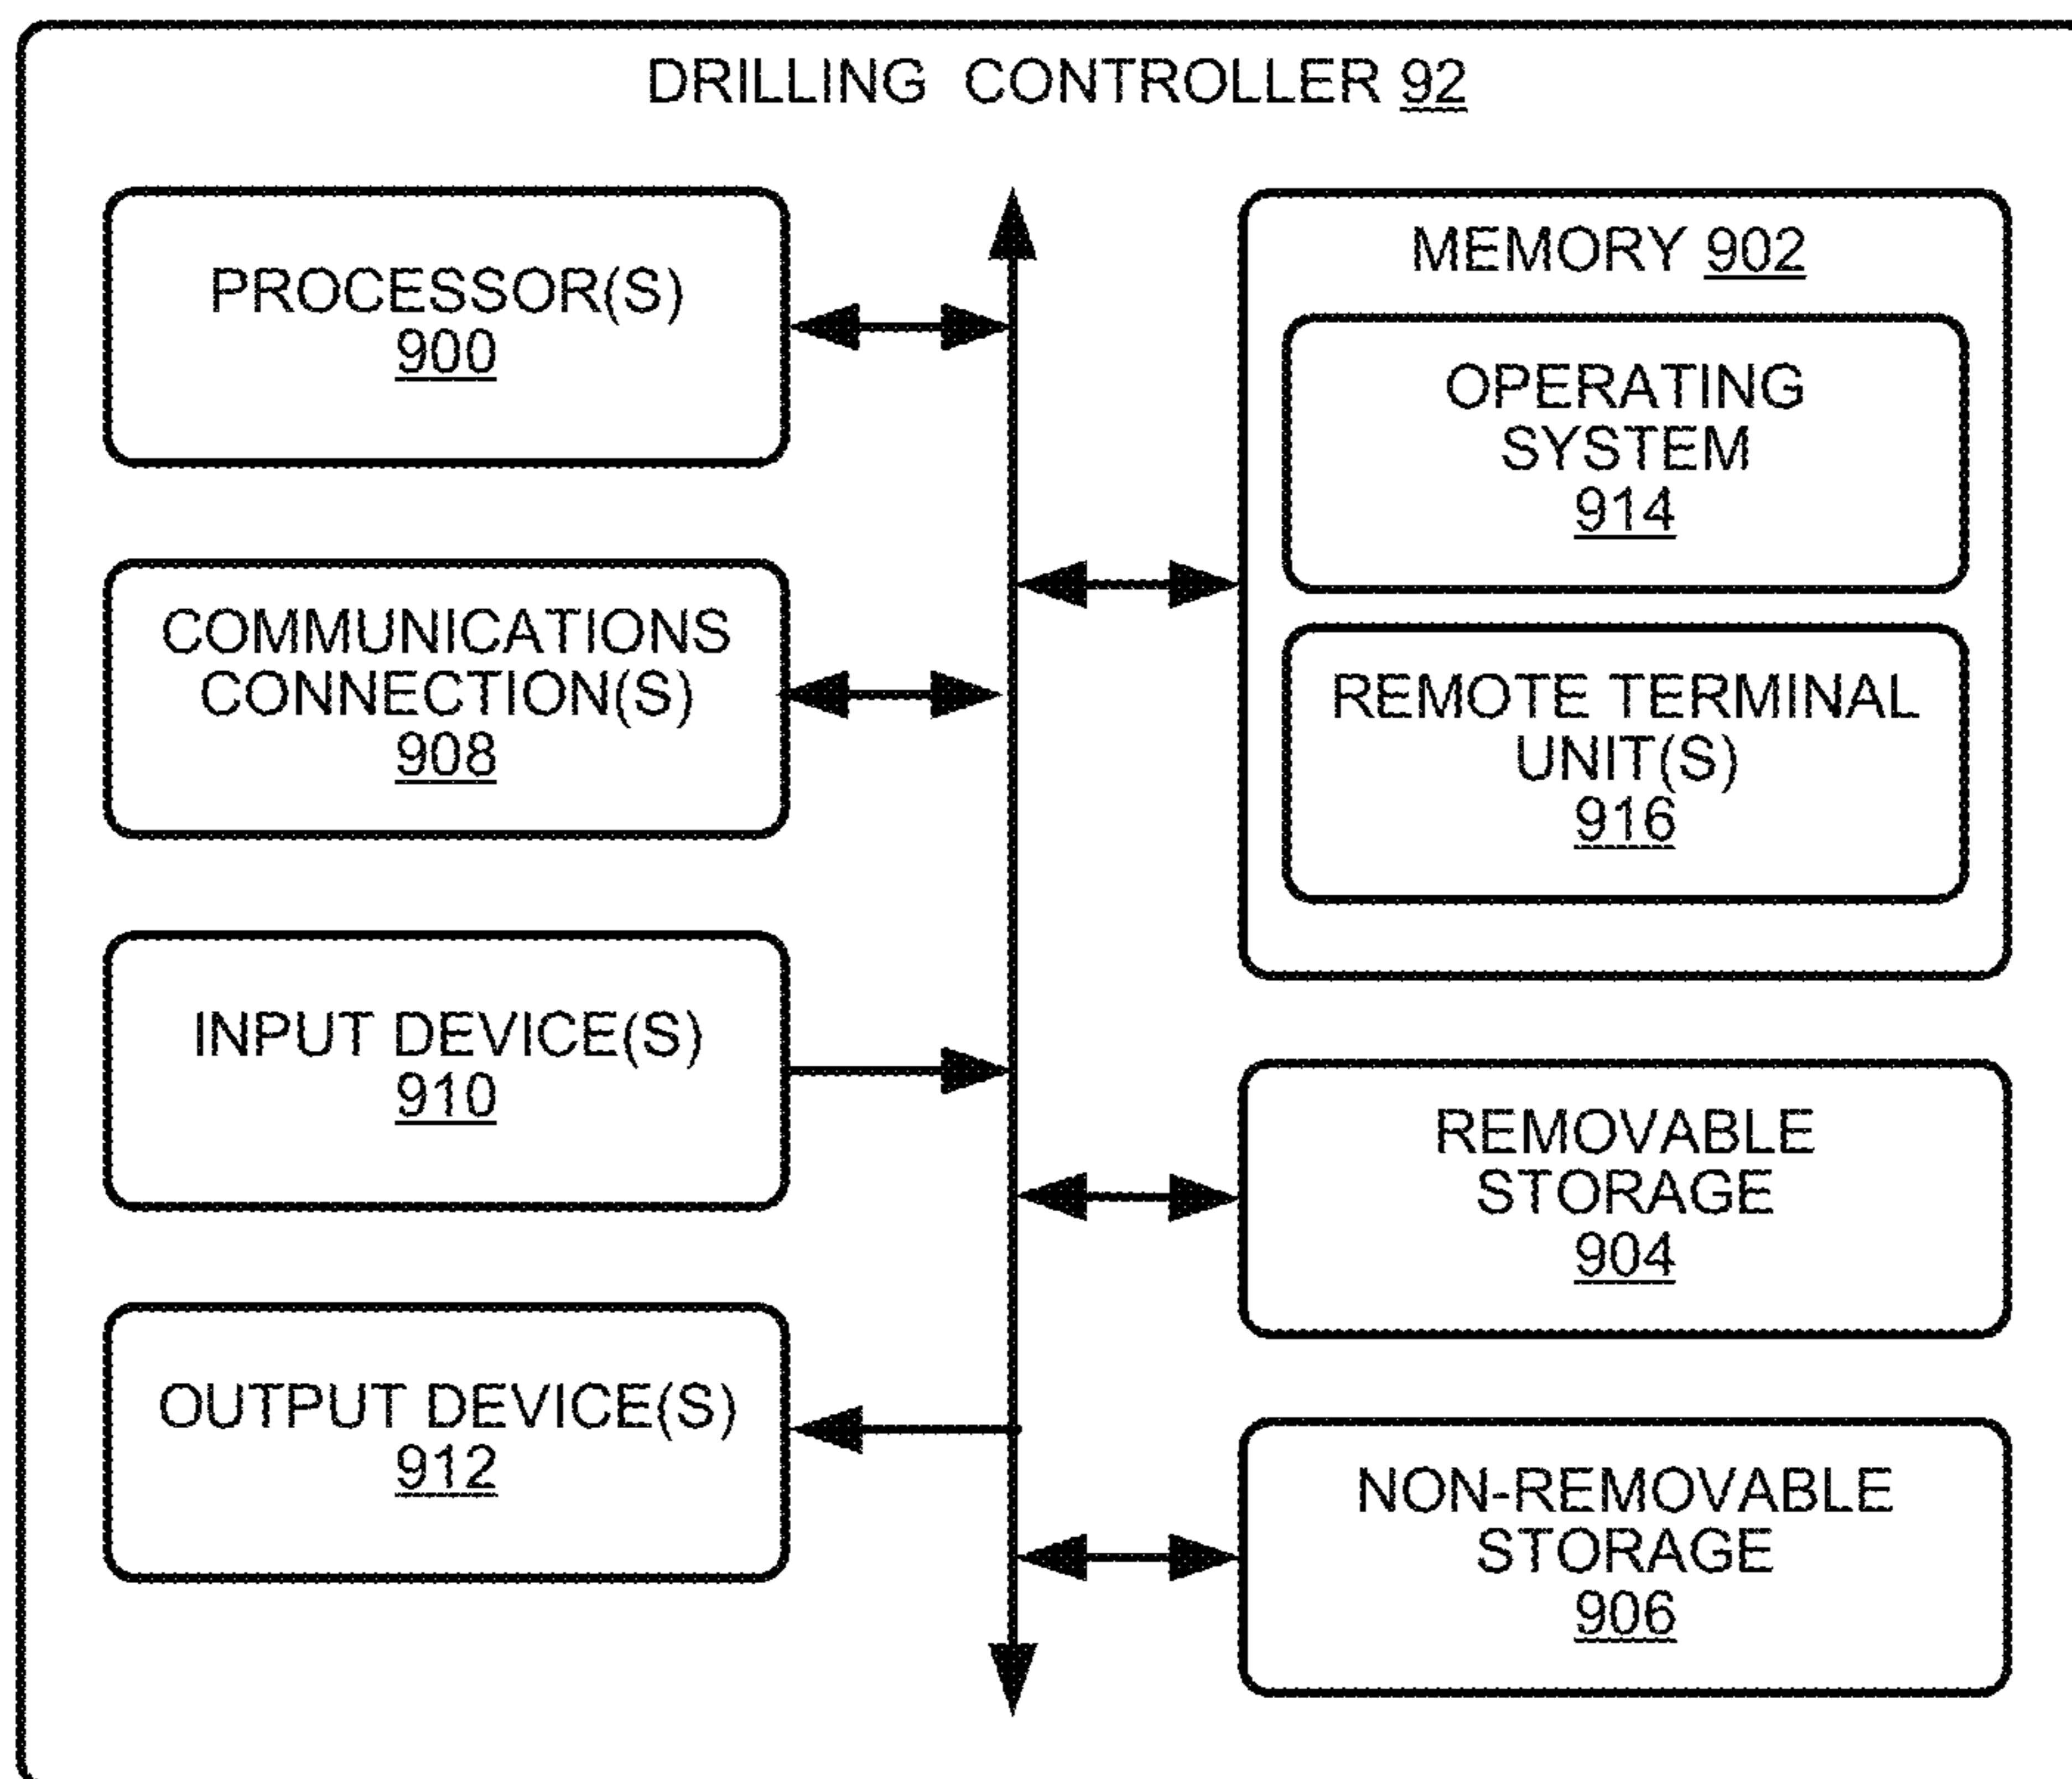 DRILLING CONTROLLER 92
PROCESSOR(S)
900
COMMUNICATIONS
CONNECTION(S)
908
INPUT DEVICE(S)
910
OUTPUT DEVICE(S)
912
MEMORY 902
OPERATING
SYSTEM
914
REMOTE TERMINAL
UNIT(S)
916
REMOVABLE
STORAGE
904
NON-REMOVABLE
STORAGE
906